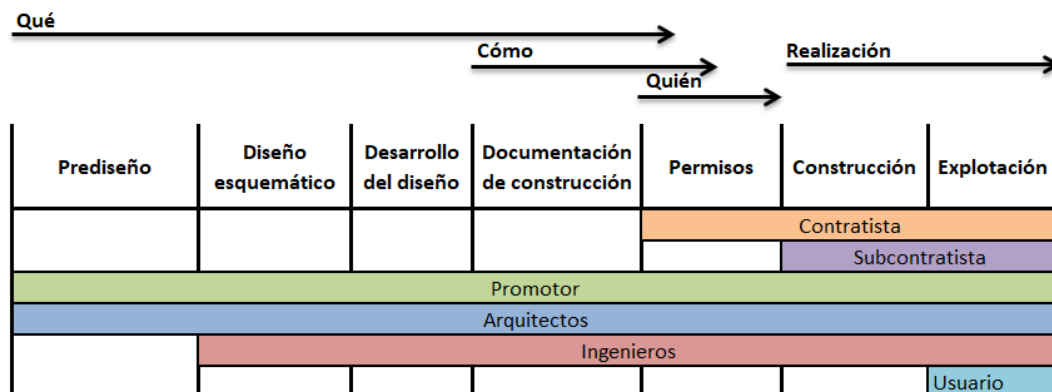 Qué
Cómo
Realización
Quién
Prediseño
Diseño
esquemático
Desarrollo
del diseño
Documentación
de construcción
Permisos
Construcción
Explotación
Contratista
Subcontratista
Promotor
Arquitectos
Ingenieros
Usuario